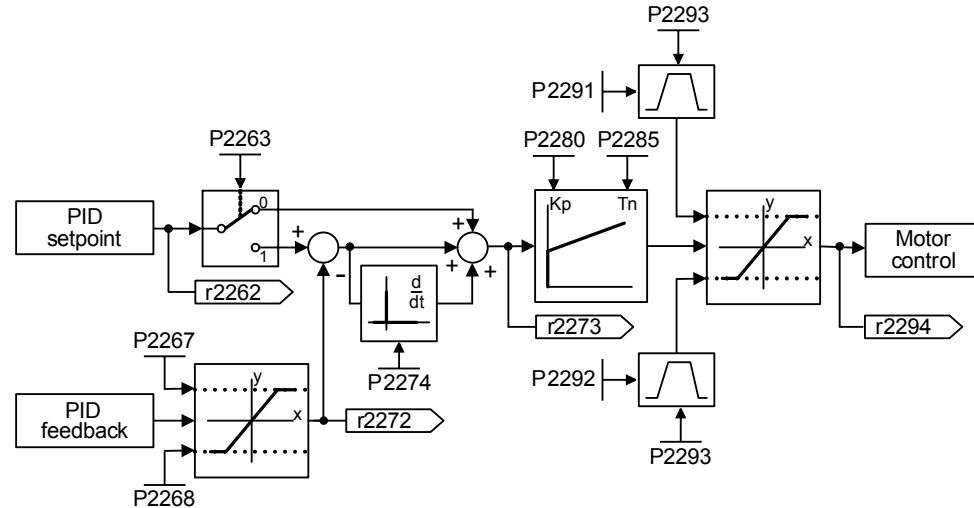 P2293
P2291
P2263
P2280
P2285
PID
setpoint
0
1
Kp
Tn
y
x
Motor
control
+
+
+
+
-
d
dt
r2262
r2273
r2294
P2267
P2274
P2292
PID
feedback
y
x
r2272
P2293
P2268